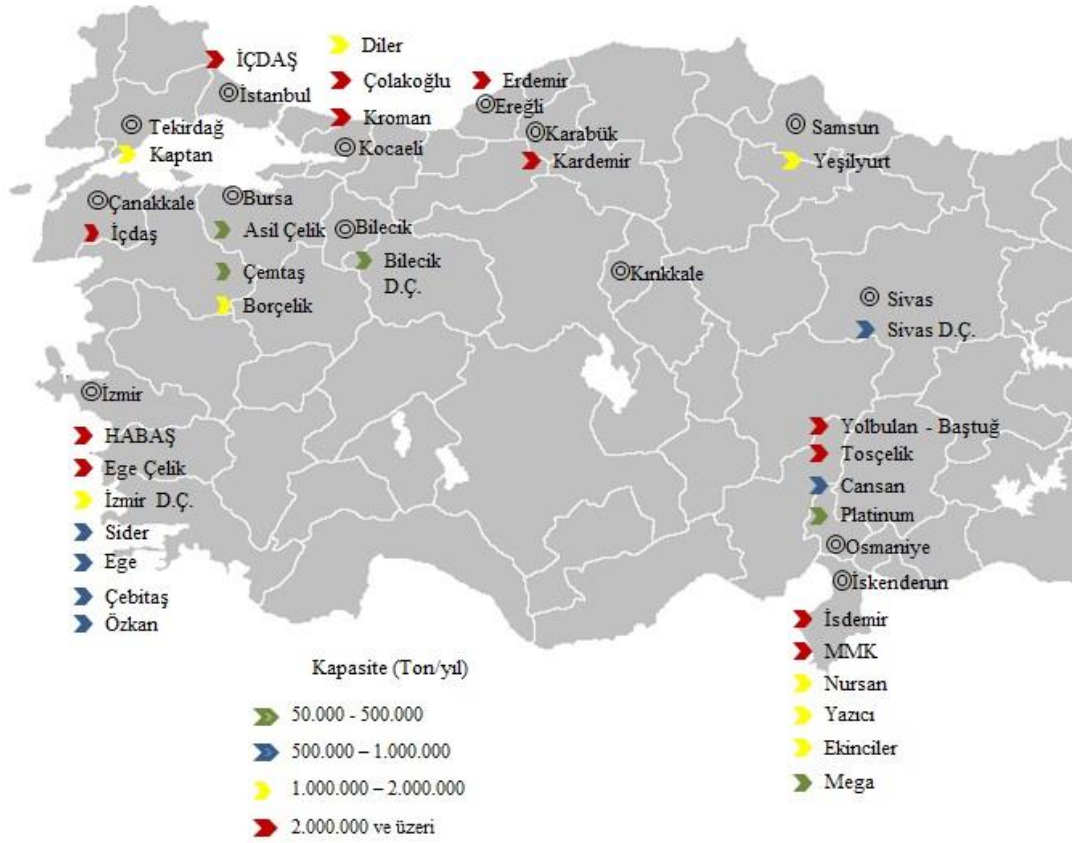 İÇDAŞ
İstanbul
Tekirdağ
Kaptan
Diler
Çolakoğlu
Kroman
Kocaeli
Erdemir
Ereğli
Karabük
Kardemir
Samsun
Yeşilyurt
Çanakkale
İçdaş
Bursa
Asil Çelik
Çemtaş
Borçelik
Bilecik
Bilecik
D.Ç.
Kırıkkale
Sivas
Sivas D.Ç.
İzmir
HABAŞ
Ege Çelik
İzmir D.Ç.
Sider
Ege
Çebitaş
Özkan
Yolbulan - Baştuğ
Tosçelik
Cansan
Platinum
Osmaniye
İskenderun
İsdemir
MMK
Nursan
Yazıcı
Ekinciler
Mega
Kapasite (Ton/yıl)
50.000 - 500.000
500.000 – 1.000.000
1.000.000 – 2.000.000
2.000.000 ve üzeri